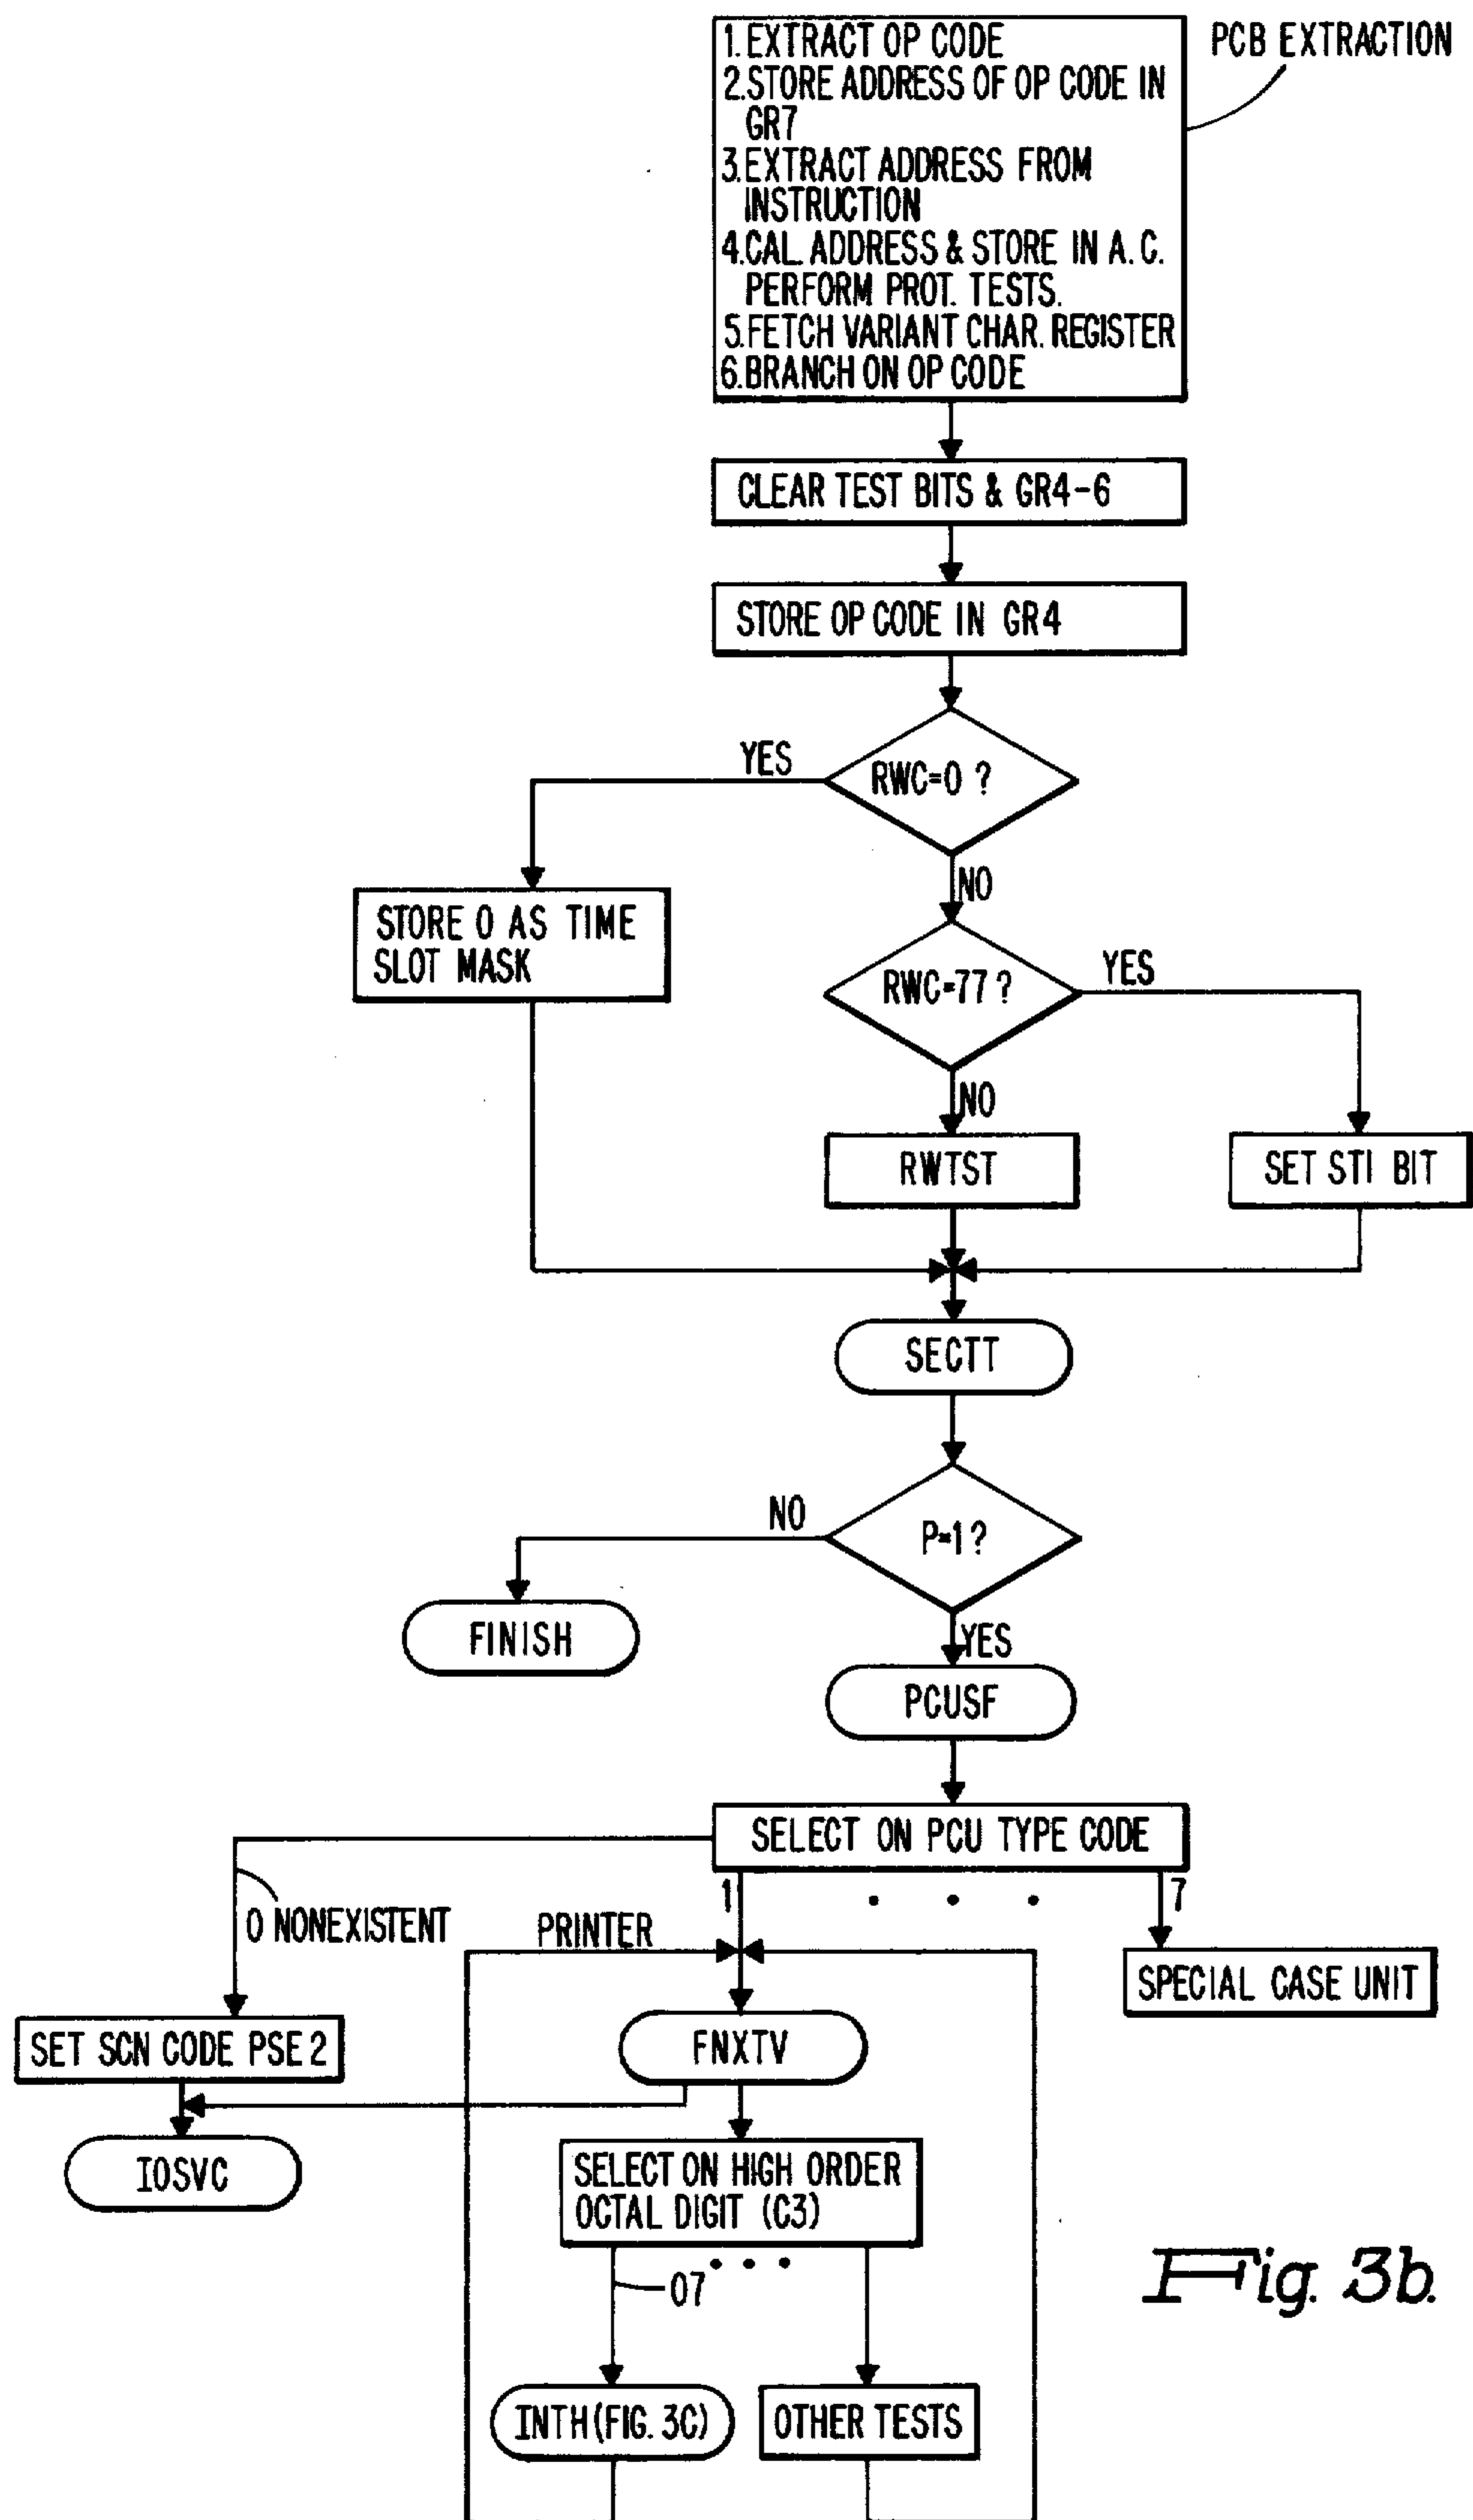 1. EXTRACT OP CODE
2. STORE ADDRESS OF OP CODE IN
GR7
3. EXTRACT ADDRESS FROM
INSTRUCTION
4. CAL. ADDRESS & STORE IN A.C.
PERFORM PROT. TESTS.
5. FETCH VARIANT CHAR. REGISTER
6. BRANCH ON OP CODE
PCB EXTRACTION
CLEAR TEST BITS & GR4-6
STORE OP CODE IN GR4
RWC=0 ?
YES
NO
STORE 0 AS TIME
SLOT MASK
RWC=77 ?
YES
NO
RWTST
SET STI BIT
SECTT
P=1 ?
NO
YES
FINISH
PCUSF
SELECT ON PCU TYPE CODE
0 NONEXISTENT
1
. . .
7
PRINTER
SPECIAL CASE UNIT
SET SCN CODE PSE 2
FNXTV
IOSVC
SELECT ON HIGH ORDER
OCTAL DIGIT (C3)
. . .
07
INTH (FIG. 3C)
OTHER TESTS
Fig. 3b.